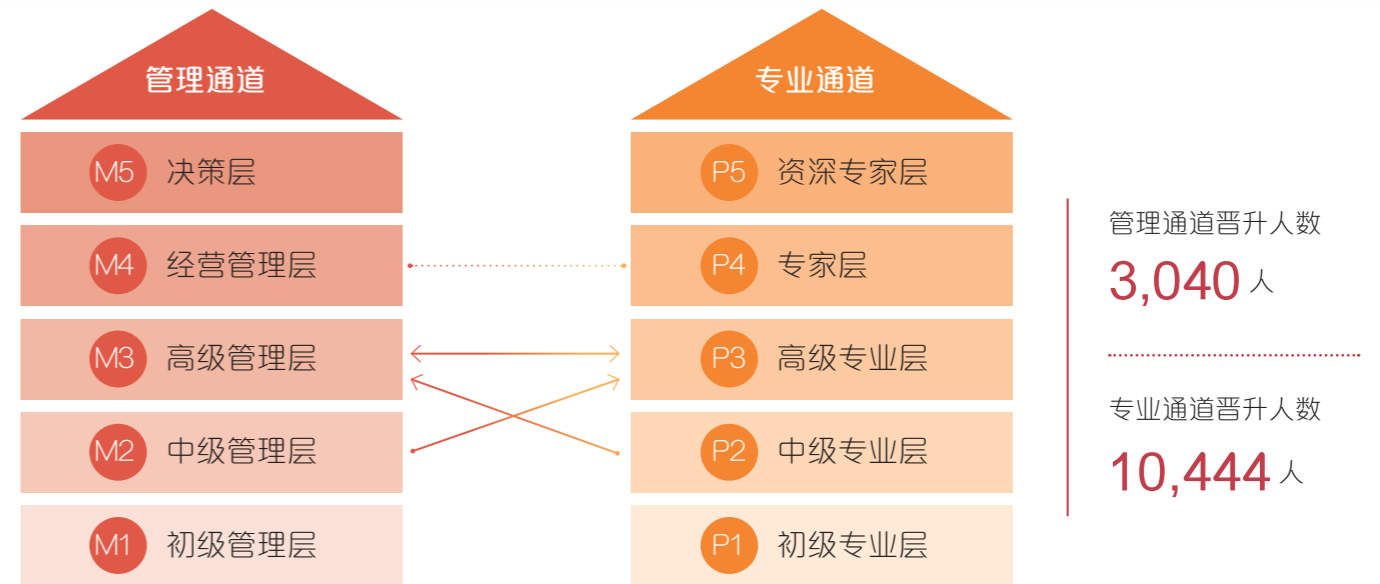 管理通道
M5 决策层
M4 经营管理层
M3 高级管理层
M2 中级管理层
M1 初级管理层
专业通道
P5 资深专家层
P4 专家层
P3 高级专业层
P2 中级专业层
P1 初级专业层
管理通道晋升人数
3,040 人
专业通道晋升人数
10,444 人